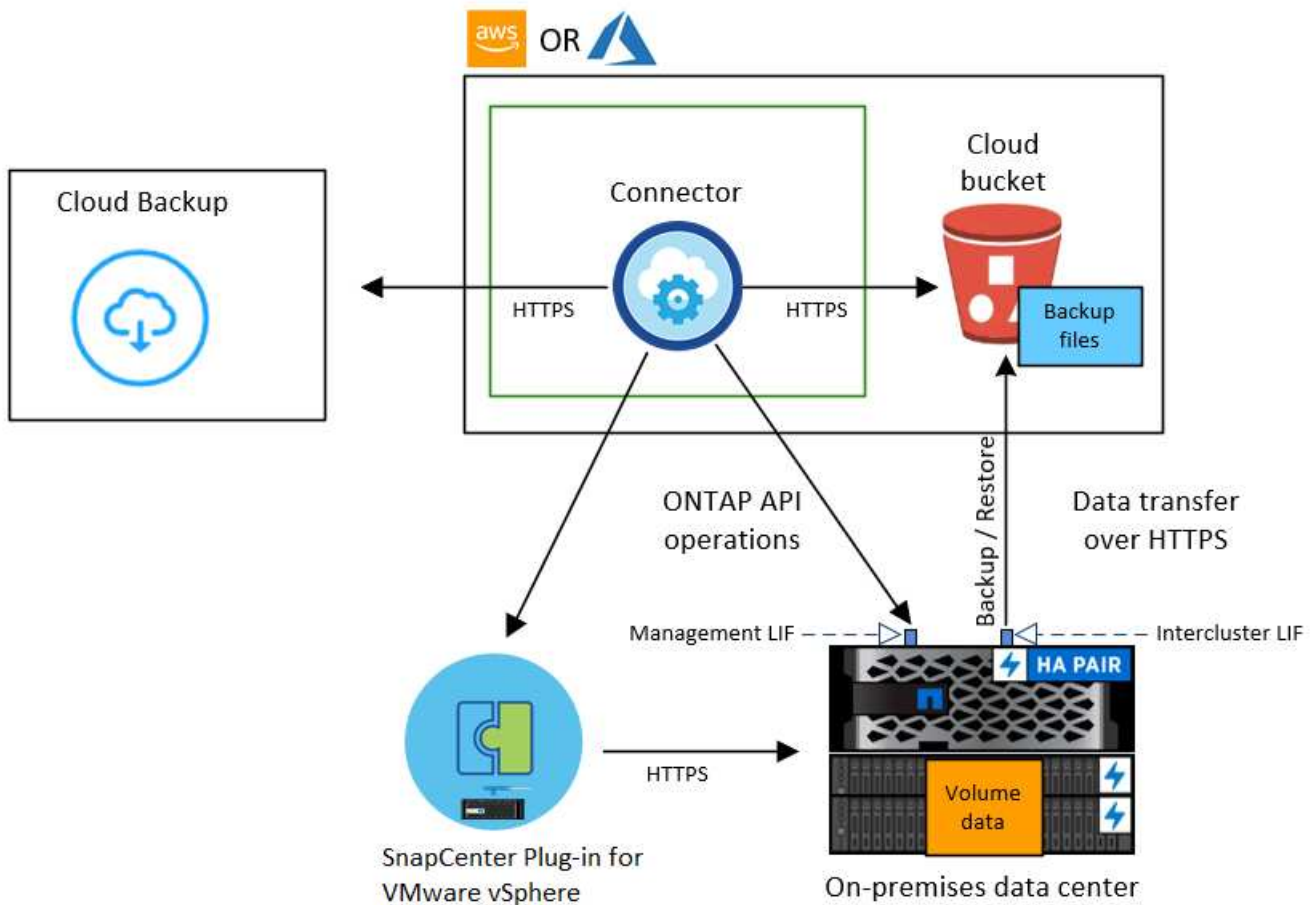 aws
OR
Cloud Backup
Connector
Cloud
bucket
HTTPS
HTTPS
Backup
files
ONTAP API
operations
Backup / Restore
Data transfer
over HTTPS
Management LIF
Intercluster LIF
HA PAIR
HTTPS
Volume
data
SnapCenter Plug-in for
VMware vSphere
On-premises data center